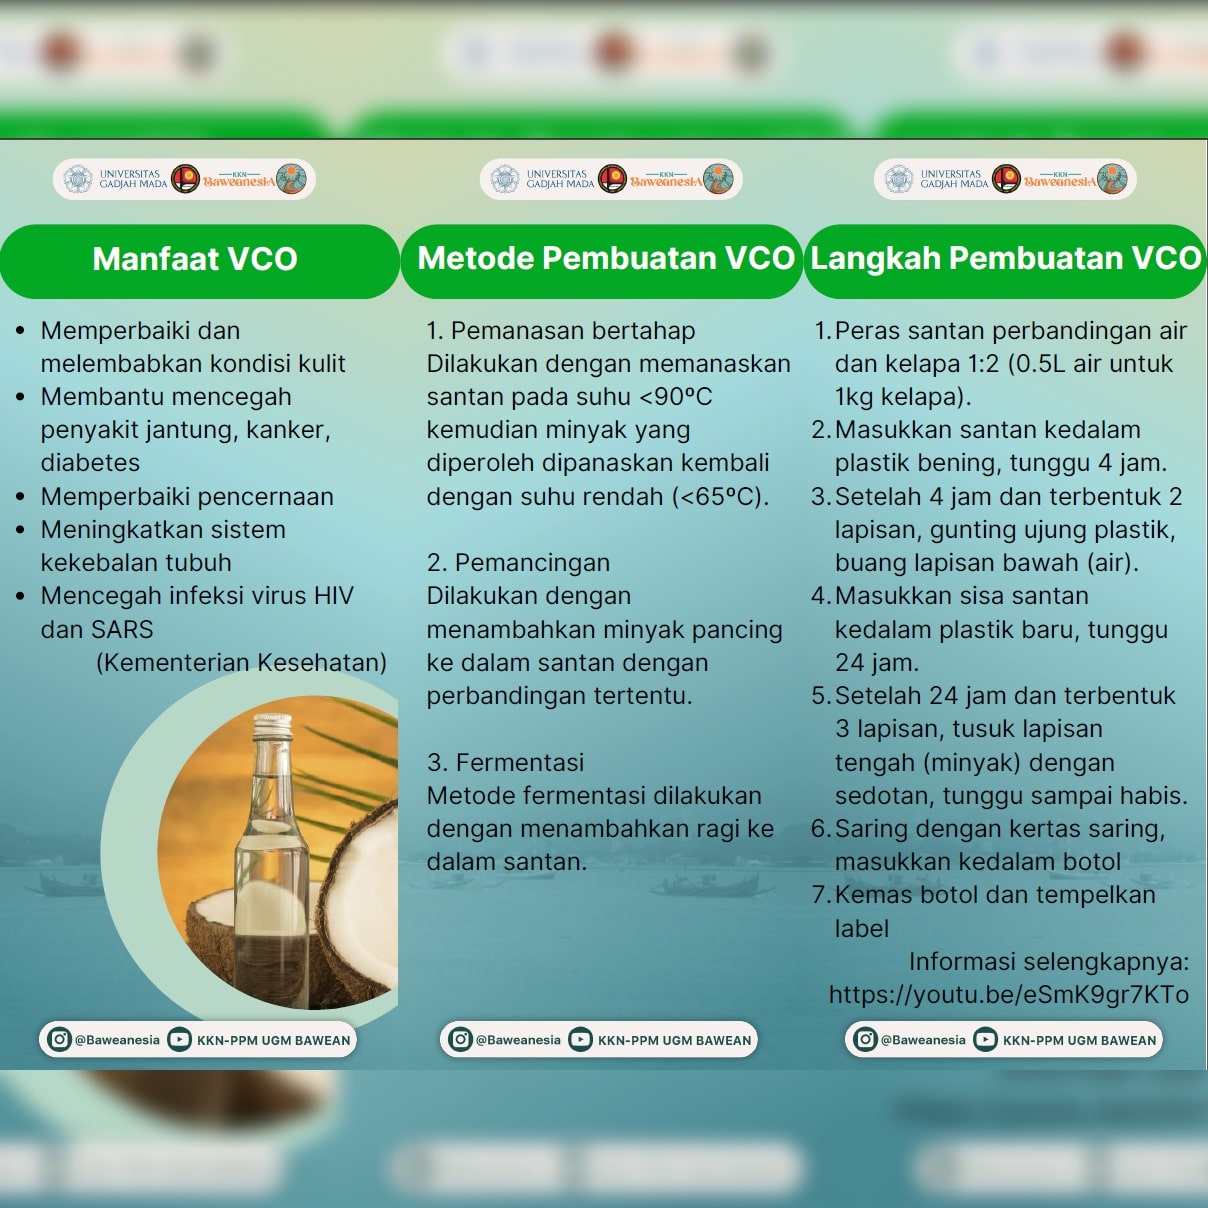 UNIVERSITAS
GADJAH MADA
KKN
BaweanesiA
Manfaat VCO
• Memperbaiki dan
melembabkan kondisi kulit
• Membantu mencegah
penyakit jantung, kanker,
diabetes
• Memperbaiki pencernaan
• Meningkatkan sistem
kekebalan tubuh
• Mencegah infeksi virus HIV
dan SARS
(Kementerian Kesehatan)
@Baweanesia KKN-PPM UGM BAWEAN
UNIVERSITAS
GADJAH MADA
KKN
BaweanesiA
Metode Pembuatan VCO
1. Pemanasan bertahap
Dilakukan dengan memanaskan
santan pada suhu <90ºC
kemudian minyak yang
diperoleh dipanaskan kembali
dengan suhu rendah (<65ºC).
2. Pemancingan
Dilakukan dengan
menambahkan minyak pancing
ke dalam santan dengan
perbandingan tertentu.
3. Fermentasi
Metode fermentasi dilakukan
dengan menambahkan ragi ke
dalam santan.
@Baweanesia KKN-PPM UGM BAWEAN
UNIVERSITAS
GADJAH MADA
KKN
BaweanesiA
Langkah Pembuatan VCO
1. Peras santan perbandingan air
dan kelapa 1:2 (0.5L air untuk
1kg kelapa).
2. Masukkan santan kedalam
plastik bening, tunggu 4 jam.
3. Setelah 4 jam dan terbentuk 2
lapisan, gunting ujung plastik,
buang lapisan bawah (air).
4. Masukkan sisa santan
kedalam plastik baru, tunggu
24 jam.
5. Setelah 24 jam dan terbentuk
3 lapisan, tusuk lapisan
tengah (minyak) dengan
sedotan, tunggu sampai habis.
6. Saring dengan kertas saring,
masukkan kedalam botol
7. Kemas botol dan tempelkan
label
Informasi selengkapnya:
https://youtu.be/eSmK9gr7KTo
@Baweanesia KKN-PPM UGM BAWEAN